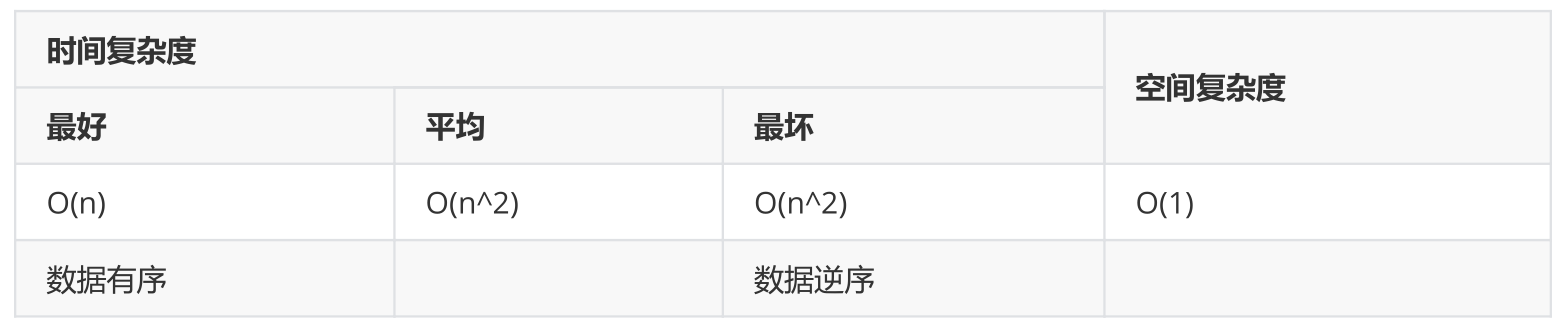 时间复杂度
空间复杂度
最好 平均 最坏
O(n) O(n^2) O(n^2) O(1)
数据有序 数据逆序